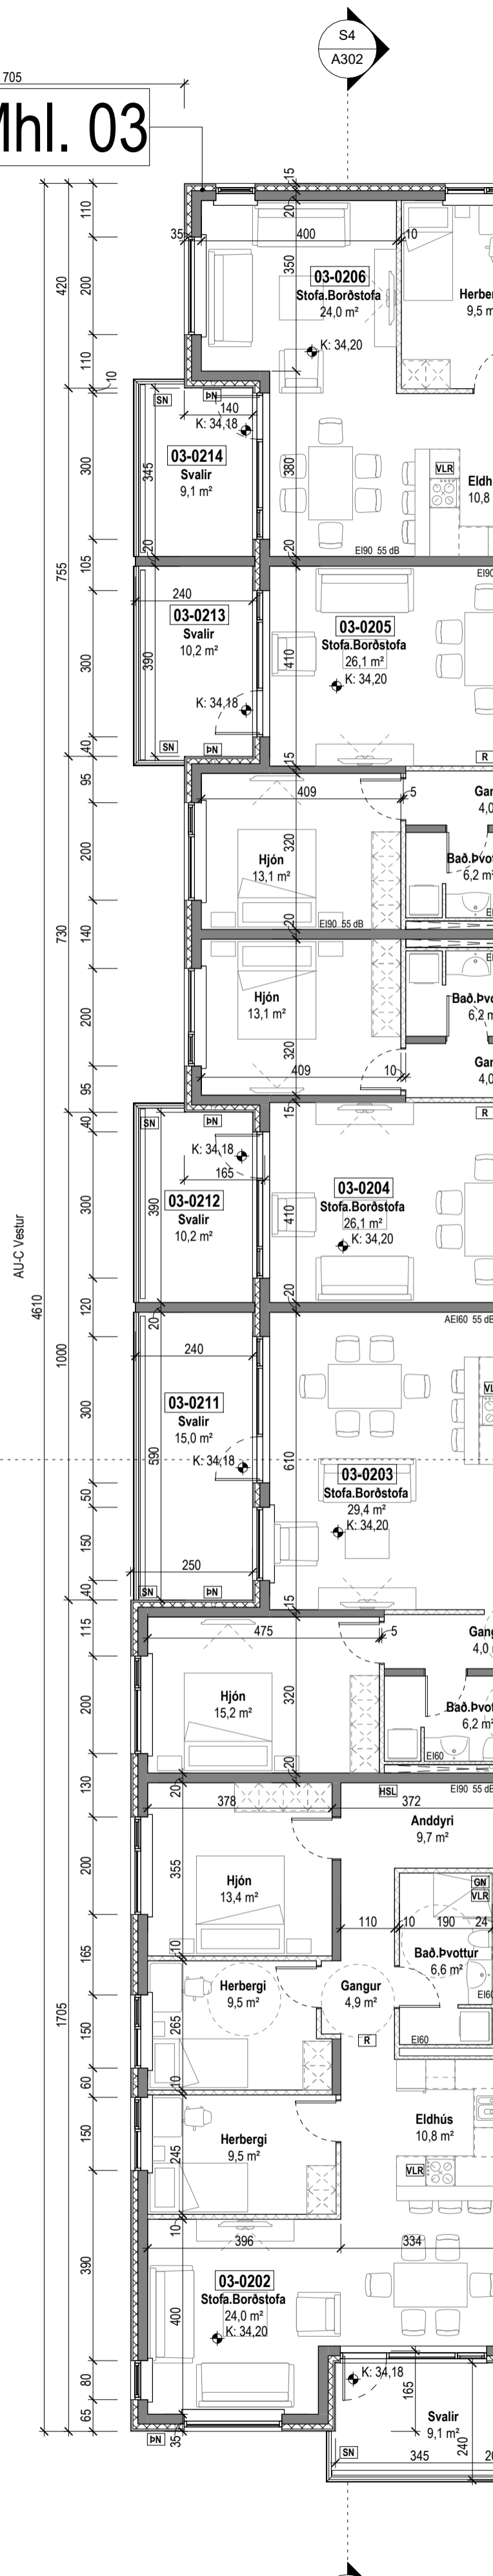 S4
A302
705
Mhl. 03
15
110
20
35
400
10
350
03-0206
Stofa.Borðstofa
24,0 m²
K: 34,20
420
200
110
10
SN
ÞN
140
K: 34,18
03-0214
Svalir
9,1 m²
300
345
380
VLR
10,8
20
20
EI90 55 dB
105
755
240
03-0213
Svalir
10,2 m²
03-0205
Stofa.Borðstofa
26,1 m²
K: 34,20
300
390
410
K: 34,18
SN
ÞN
R
40
15
95
409
5
4,0
200
320
Hjón
13,1 m²
6,2 m²
20
EI90 55 dB
730
140
Hjón
13,1 m²
200
320
6,2 m
4,0
409
10
95
15
R
40
SN
ÞN
K: 34,18
165
03-0212
Svalir
10,2 m²
03-0204
Stofa.Borðstofa
26,1 m²
K: 34,20
300
390
410
AU-C Vestur
4610
20
120
20
AEI60 55 dB
1000
240
03-0211
Svalir
15,0 m²
300
590
610
K: 34,18
03-0203
Stofa.Borðstofa
29,4 m²
K: 34,20
50
150
250
40
SN
ÞN
15
115
475
5
4,0
200
320
Hjón
15,2 m²
6,2 m²
EI60
20
130
20
HSL
EI90 55 dB
378
372
Anddyri
9,7 m²
200
355
Hjón
13,4 m²
GN
VLR
110
10
190
24
Bað.Þvottur
6,6 m²
165
10
Herbergi
9,5 m²
Gangur
4,9 m²
1705
150
265
R
EI60
60
10
Herbergi
9,5 m²
Eldhús
10,8 m²
150
245
VLR
10
396
334
390
03-0202
Stofa.Borðstofa
24,0 m²
K: 34,20
400
80
K: 34,18
165
65
ÞN
35
Svalir
9,1 m²
SN
345
240